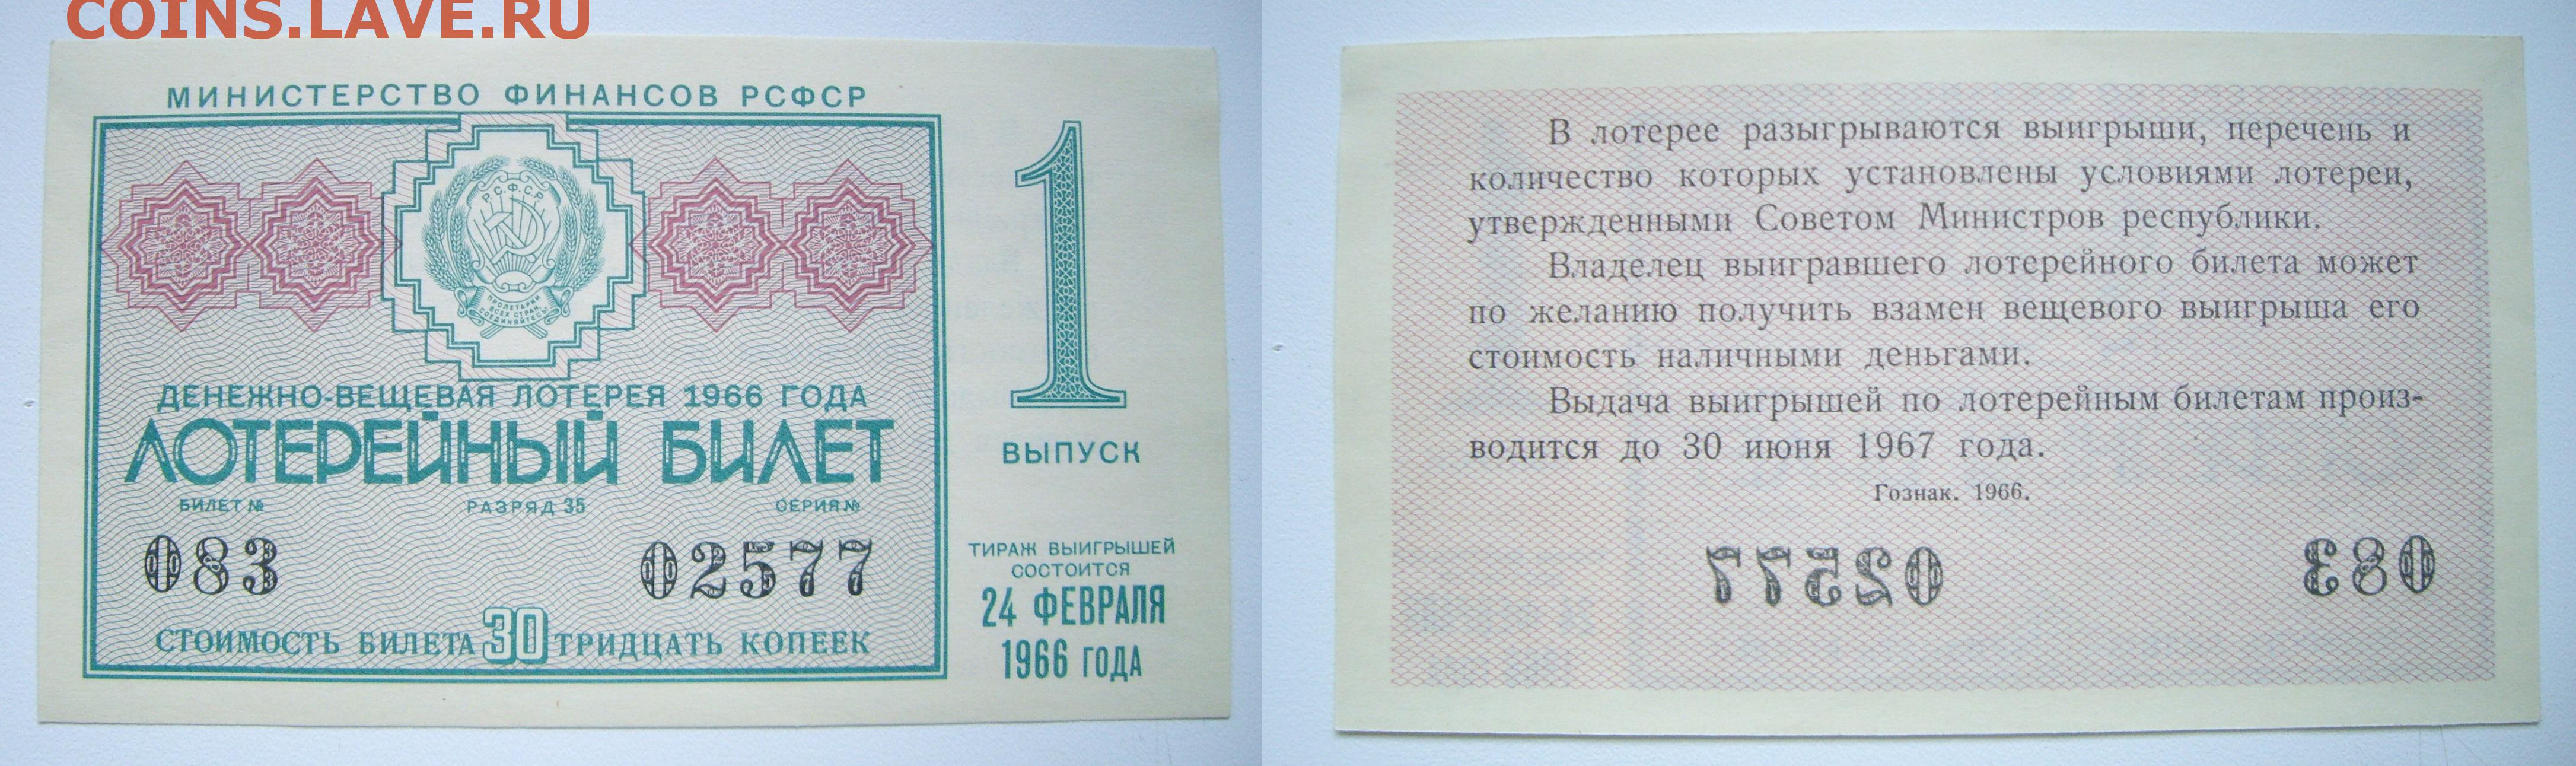 COINS.LAVE.RU
МИНИСТЕРСТВО ФИНАНСОВ РСФСР
Р.С.Ф.С.Р.
ПРОЛЕТАРИИ
ВСЕХ СТРАН,
СОЕДИНЯЙТЕСЬ!
ДЕНЕЖНО-ВЕЩЕВАЯ ЛОТЕРЕЯ 1966 ГОДА
ЛОТЕРЕЙНЫЙ БИЛЕТ
БИЛЕТ № РАЗРЯД 35 СЕРИЯ №
083 02577
СТОИМОСТЬ БИЛЕТА 30 ТРИДЦАТЬ КОПЕЕК
1
ВЫПУСК
ТИРАЖ ВЫИГРЫШЕЙ
СОСТОИТСЯ
24 ФЕВРАЛЯ
1966 ГОДА
В лотерее разыгрываются выигрыши, перечень и
количество которых установлены условиями лотереи,
утвержденными Советом Министров республики.
Владелец выигравшего лотерейного билета может
по желанию получить взамен вещевого выигрыша его
стоимость наличными деньгами.
Выдача выигрышей по лотерейным билетам произ-
водится до 30 июня 1967 года.
Гознак. 1966.
02577 083